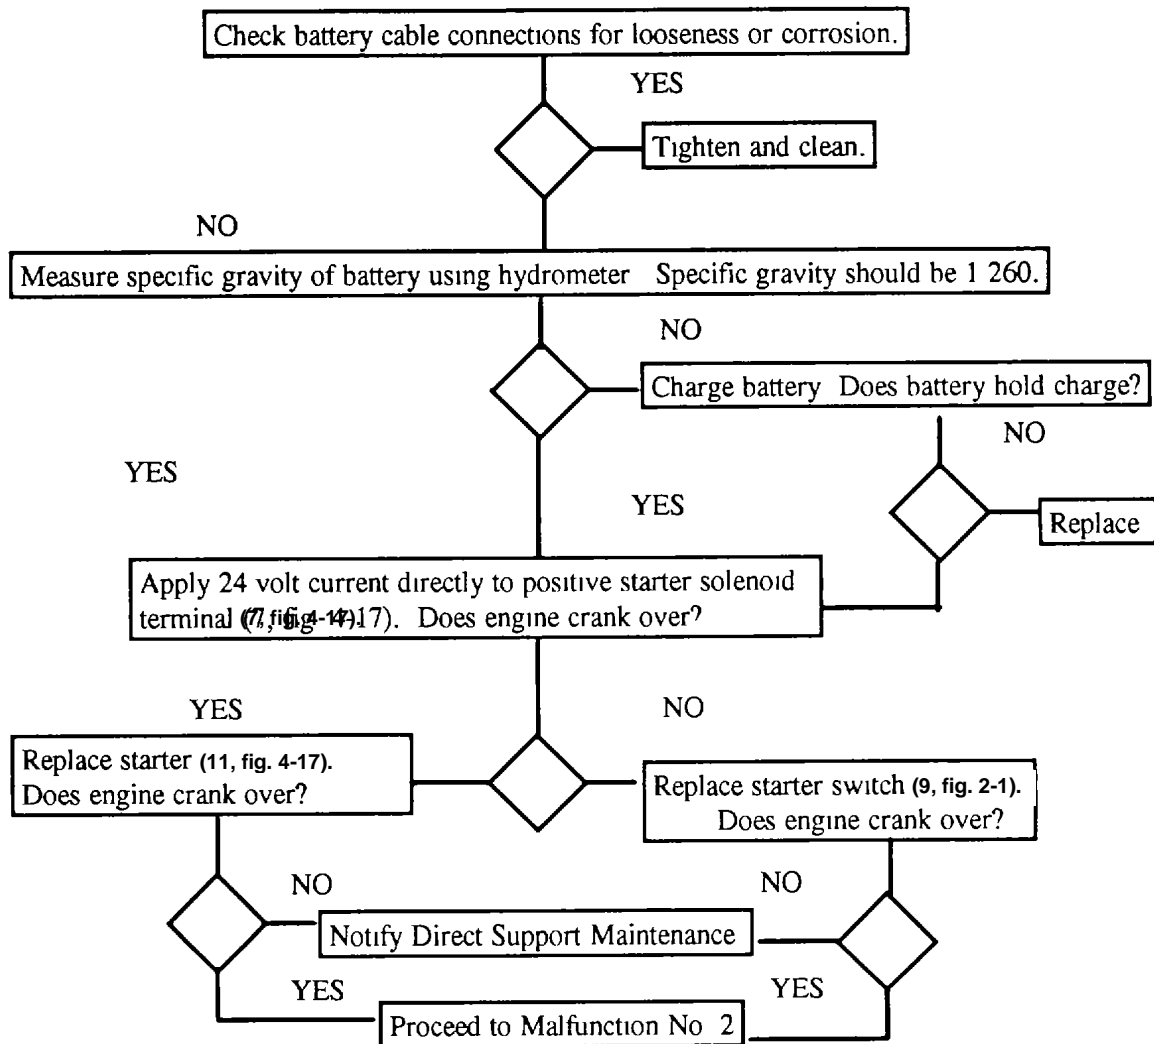 Check battery cable connections for looseness or corrosion.
YES
Tighten and clean.
NO
Measure specific gravity of battery using hydrometer Specific gravity should be 1 260.
NO
Charge battery Does battery hold charge?
NO
YES
YES
Replace
Apply 24 volt current directly to positive starter solenoid
terminal (7, fig. 4-17). Does engine crank over?
YES
NO
Replace starter (11, fig. 4-17).
Does engine crank over?
Replace starter switch (9, fig. 2-1).
Does engine crank over?
NO
NO
Notify Direct Support Maintenance
YES
YES
Proceed to Malfunction No 2